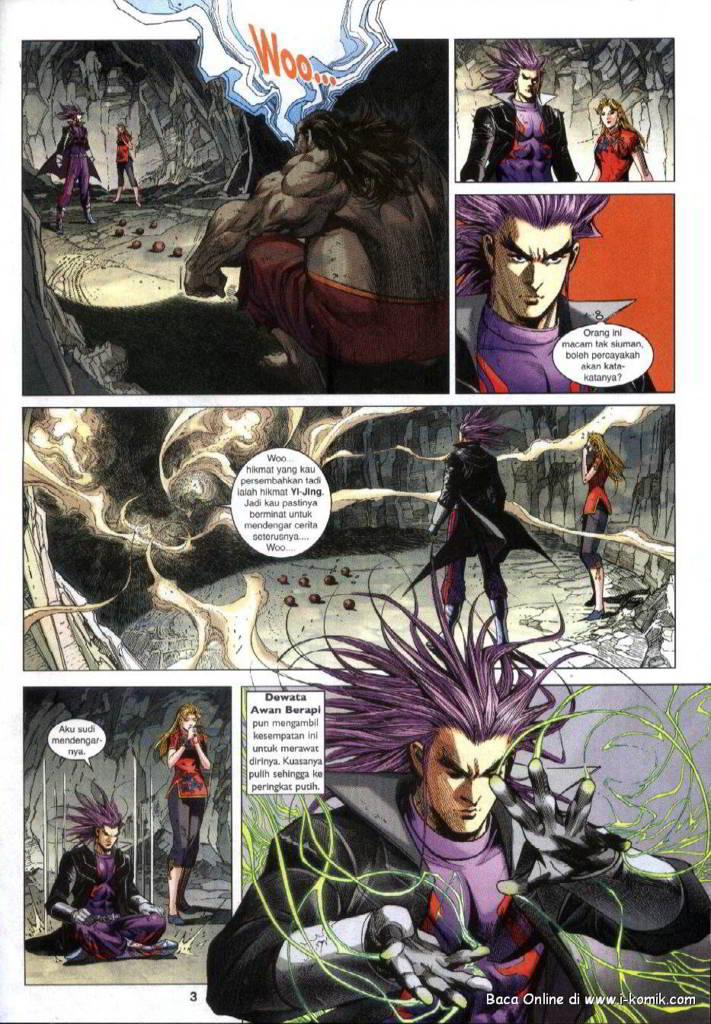 Woo...
Orang ini
macam tak siuman,
boleh percayakah
akan kata-
katanya?
Woo...
hikmat yang kau
persembahkan tadi
ialah hikmat Yi-Jing.
Jadi kau pastinya
berminat untuk
mendengar cerita
seterusnya....
Woo....
Aku sudi
mendengar-
nya.
Dewata
Awan Berapi
pun mengambil
kesempatan ini
untuk merawat
dirinya. Kuasanya
pulih sehingga ke
peringkat putih.
3
Baca Online di www.i-komik.com